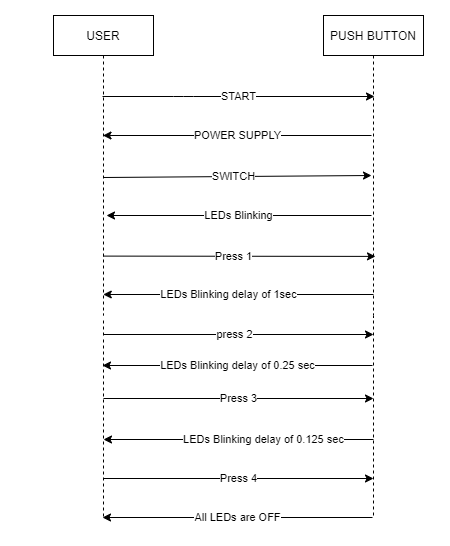 USER
PUSH BUTTON
START
POWER SUPPLY
SWITCH
LEDs Blinking
Press 1
LEDs Blinking delay of 1sec
press 2
LEDs Blinking delay of 0.25 sec
Press 3
LEDs Blinking delay of 0.125 sec
Press 4
All LEDs are OFF